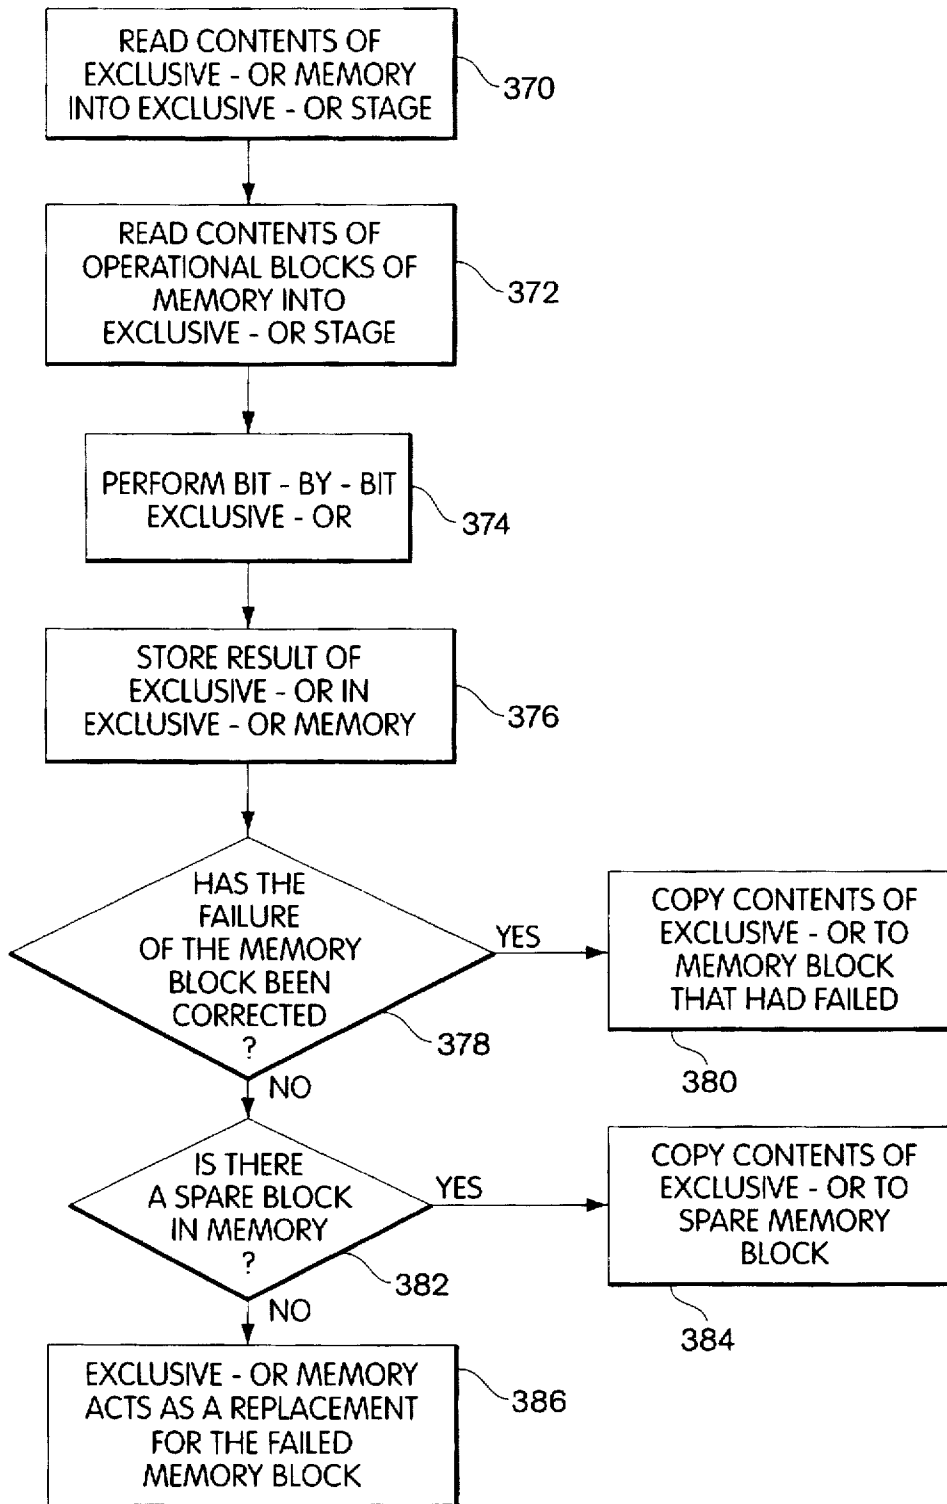 READ CONTENTS OF
EXCLUSIVE - OR MEMORY
INTO EXCLUSIVE - OR STAGE
370
READ CONTENTS OF
OPERATIONAL BLOCKS OF
MEMORY INTO
EXCLUSIVE - OR STAGE
372
PERFORM BIT - BY - BIT
EXCLUSIVE - OR
374
STORE RESULT OF
EXCLUSIVE - OR IN
EXCLUSIVE - OR MEMORY
376
HAS THE
FAILURE
OF THE MEMORY
BLOCK BEEN
CORRECTED
?
378
YES
COPY CONTENTS OF
EXCLUSIVE - OR TO
MEMORY BLOCK
THAT HAD FAILED
380
NO
IS THERE
A SPARE BLOCK
IN MEMORY
?
382
YES
COPY CONTENTS OF
EXCLUSIVE - OR TO
SPARE MEMORY
BLOCK
384
NO
EXCLUSIVE - OR MEMORY
ACTS AS A REPLACEMENT
FOR THE FAILED
MEMORY BLOCK
386